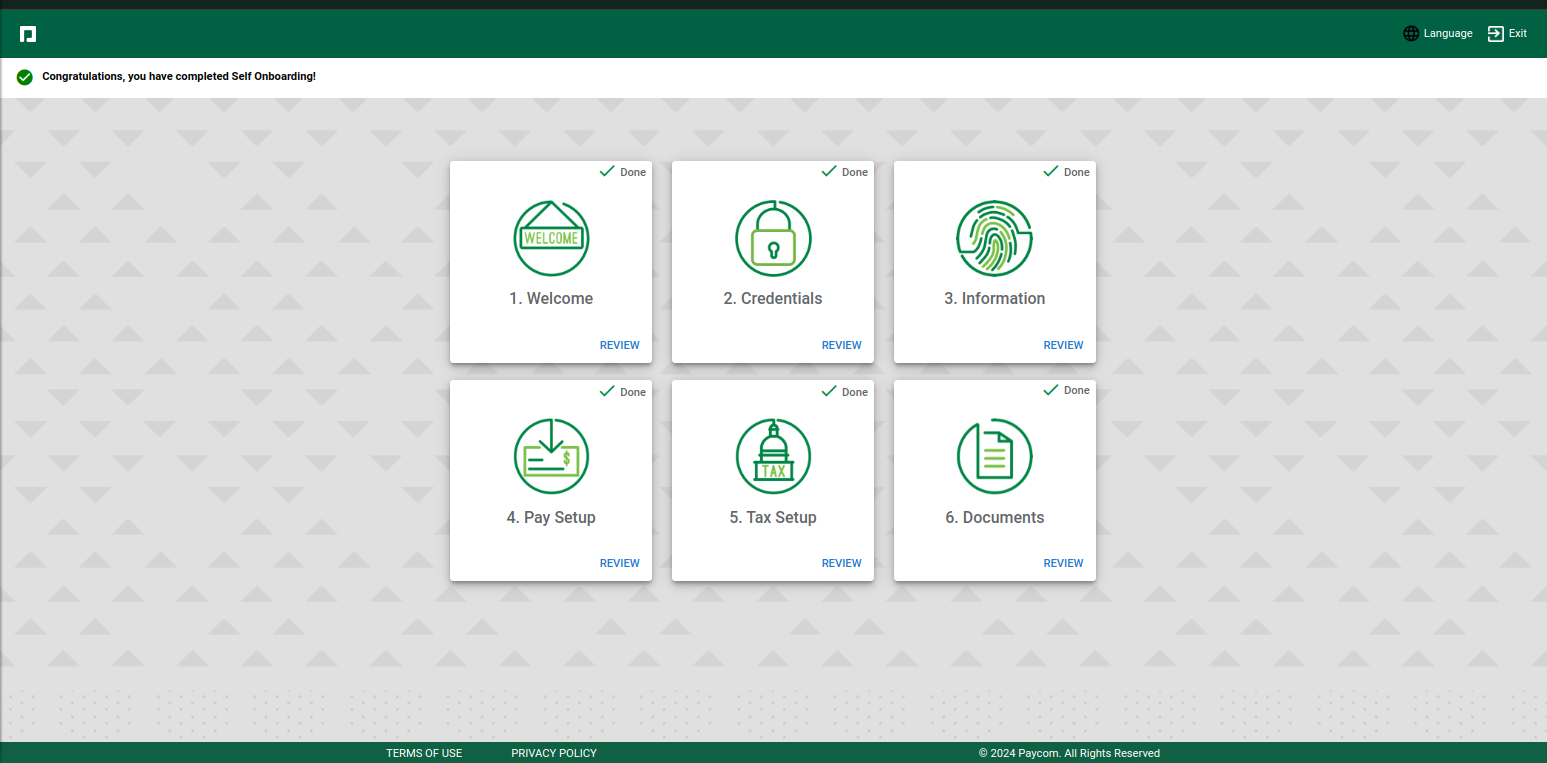 Language Exit
Congratulations, you have completed Self Onboarding!
Done Done Done
WELCOME
1. Welcome 2. Credentials 3. Information
REVIEW REVIEW REVIEW
Done Done Done
$ TAX
4. Pay Setup 5. Tax Setup 6. Documents
REVIEW REVIEW REVIEW
TERMS OF USE PRIVACY POLICY © 2024 Paycom. All Rights Reserved